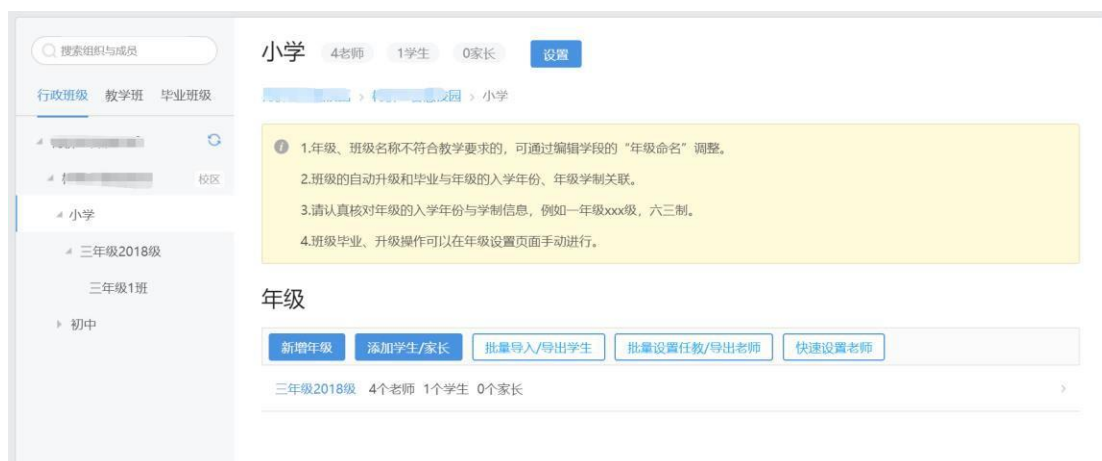 搜索组织与成员
行政班级 教学班 毕业班级
校区
小学
三年级2018级
三年级1班
初中
小学 4老师 1学生 0家长 设置
园 > 小学
1.年级、班级名称不符合教学要求的，可通过编辑学段的“年级命名”调整。
2.班级的自动升级和毕业与年级的入学年份、年级学制关联。
3.请认真核对年级的入学年份与学制信息，例如一年级xxx级，六三制。
4.班级毕业、升级操作可以在年级设置页面手动进行。
年级
新增年级 添加学生/家长 批量导入/导出学生 批量设置任教/导出老师 快速设置老师
三年级2018级 4个老师 1个学生 0个家长